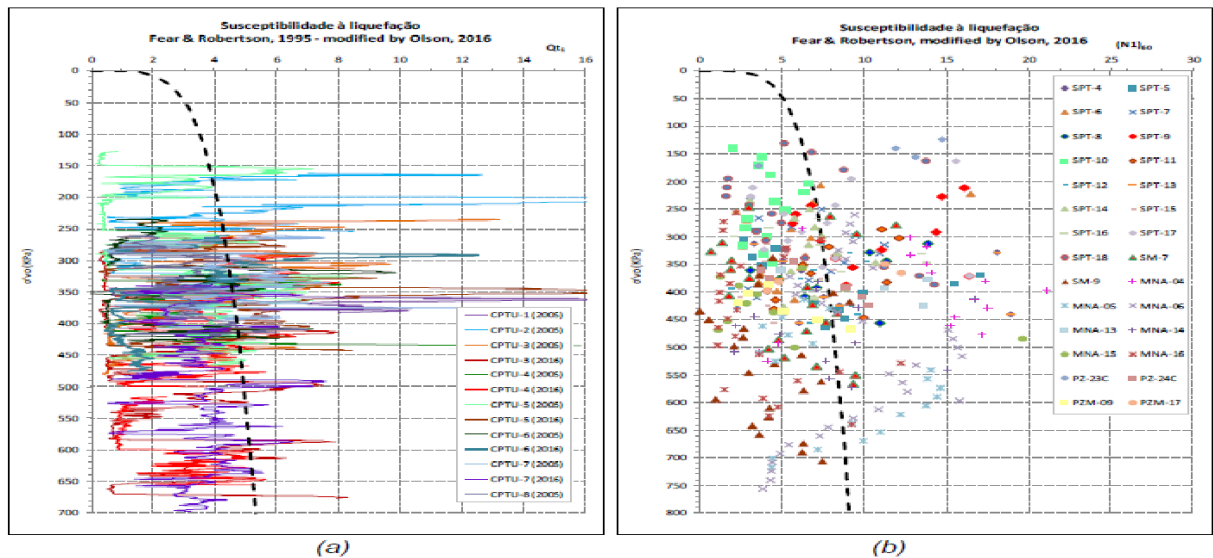 Susceptibilidade à liquefação
Fear & Robertson, 1995 - modified by Olson, 2016
0 2 4 6 8 10 12 14 16
0
50
100
150
200
250
300
350
400
450
500
550
600
650
700
σ'vo(KPa)
CPTU-1 (2005)
CPTU-2 (2005)
CPTU-3 (2005)
CPTU-3 (2016)
CPTU-4 (2005)
CPTU-4 (2016)
CPTU-5 (2005)
CPTU-5 (2016)
CPTU-6 (2005)
CPTU-6 (2016)
CPTU-7 (2005)
CPTU-7 (2016)
CPTU-8 (2005)
(a)
Susceptibilidade à liquefação
Fear & Robertson, modified by Olson, 2016
(N1)60
0 5 10 15 20 25 30
0
50
100
150
200
250
300
350
400
450
500
550
600
650
700
750
800
σ'vo(KPa)
SPT-4 SPT-5
SPT-6 SPT-7
SPT-8 SPT-9
SPT-10 SPT-11
SPT-12 SPT-13
SPT-14 SPT-15
SPT-16 SPT-17
SPT-18 SM-7
SM-9 MNA-04
MNA-05 MNA-06
MNA-13 MNA-14
MNA-15 MNA-16
PZ-23C PZ-24C
PZM-09 PZM-17
(b)